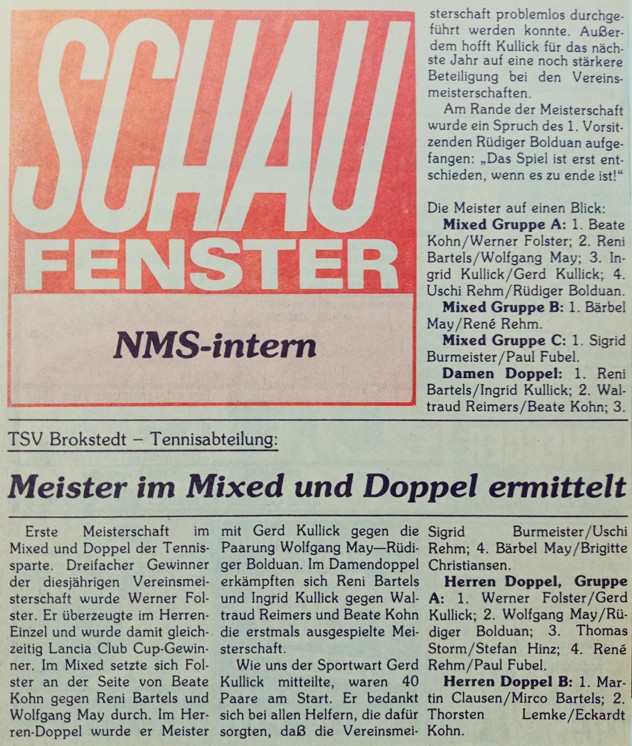 SCHAU
FENSTER
NMS-intern
TSV Brokstedt – Tennisabteilung:
Meister im Mixed und Doppel ermittelt
Erste Meisterschaft im
Mixed und Doppel der Tennis-
sparte. Dreifacher Gewinner
der diesjährigen Vereinsmei-
sterschaft wurde Werner Fol-
ster. Er überzeugte im Herren-
Einzel und wurde damit gleich-
zeitig Lancia Club Cup-Gewin-
ner. Im Mixed setzte sich Fol-
ster an der Seite von Beate
Kohn gegen Reni Bartels und
Wolfgang May durch. Im Her-
ren-Doppel wurde er Meister
mit Gerd Kullick gegen die
Paarung Wolfgang May—Rüdi-
ger Bolduan. Im Damendoppel
erkämpften sich Reni Bartels
und Ingrid Kullick gegen Wal-
traud Reimers und Beate Kohn
die erstmals ausgespielte Mei-
sterschaft.
Wie uns der Sportwart Gerd
Kullick mitteilte, waren 40
Paare am Start. Er bedankt
sich bei allen Helfern, die dafür
sorgten, daß die Vereinsmei-
sterschaft problemlos durchge-
führt werden konnte. Außer-
dem hofft Kullick für das näch-
ste Jahr auf eine noch stärkere
Beteiligung bei den Vereins-
meisterschaften.
Am Rande der Meisterschaft
wurde ein Spruch des 1. Vorsit-
zenden Rüdiger Bolduan aufge-
fangen: „Das Spiel ist erst ent-
schieden, wenn es zu ende ist!“
Die Meister auf einen Blick:
Mixed Gruppe A: 1. Beate
Kohn/Werner Folster; 2. Reni
Bartels/Wolfgang May; 3. In-
grid Kullick/Gerd Kullick; 4.
Uschi Rehm/Rüdiger Bolduan.
Mixed Gruppe B: 1. Bärbel
May/René Rehm.
Mixed Gruppe C: 1. Sigrid
Burmeister/Paul Fubel.
Damen Doppel: 1. Reni
Bartels/Ingrid Kullick; 2. Wal-
traud Reimers/Beate Kohn; 3.
Sigrid Burmeister/Uschi
Rehm; 4. Bärbel May/Brigitte
Christiansen.
Herren Doppel, Gruppe
A: 1. Werner Folster/Gerd
Kullick; 2. Wolfgang May/Rü-
diger Bolduan; 3. Thomas
Storm/Stefan Hinz; 4. René
Rehm/Paul Fubel.
Herren Doppel B: 1. Mar-
tin Clausen/Mirco Bartels; 2.
Thorsten Lemke/Eckardt
Kohn.